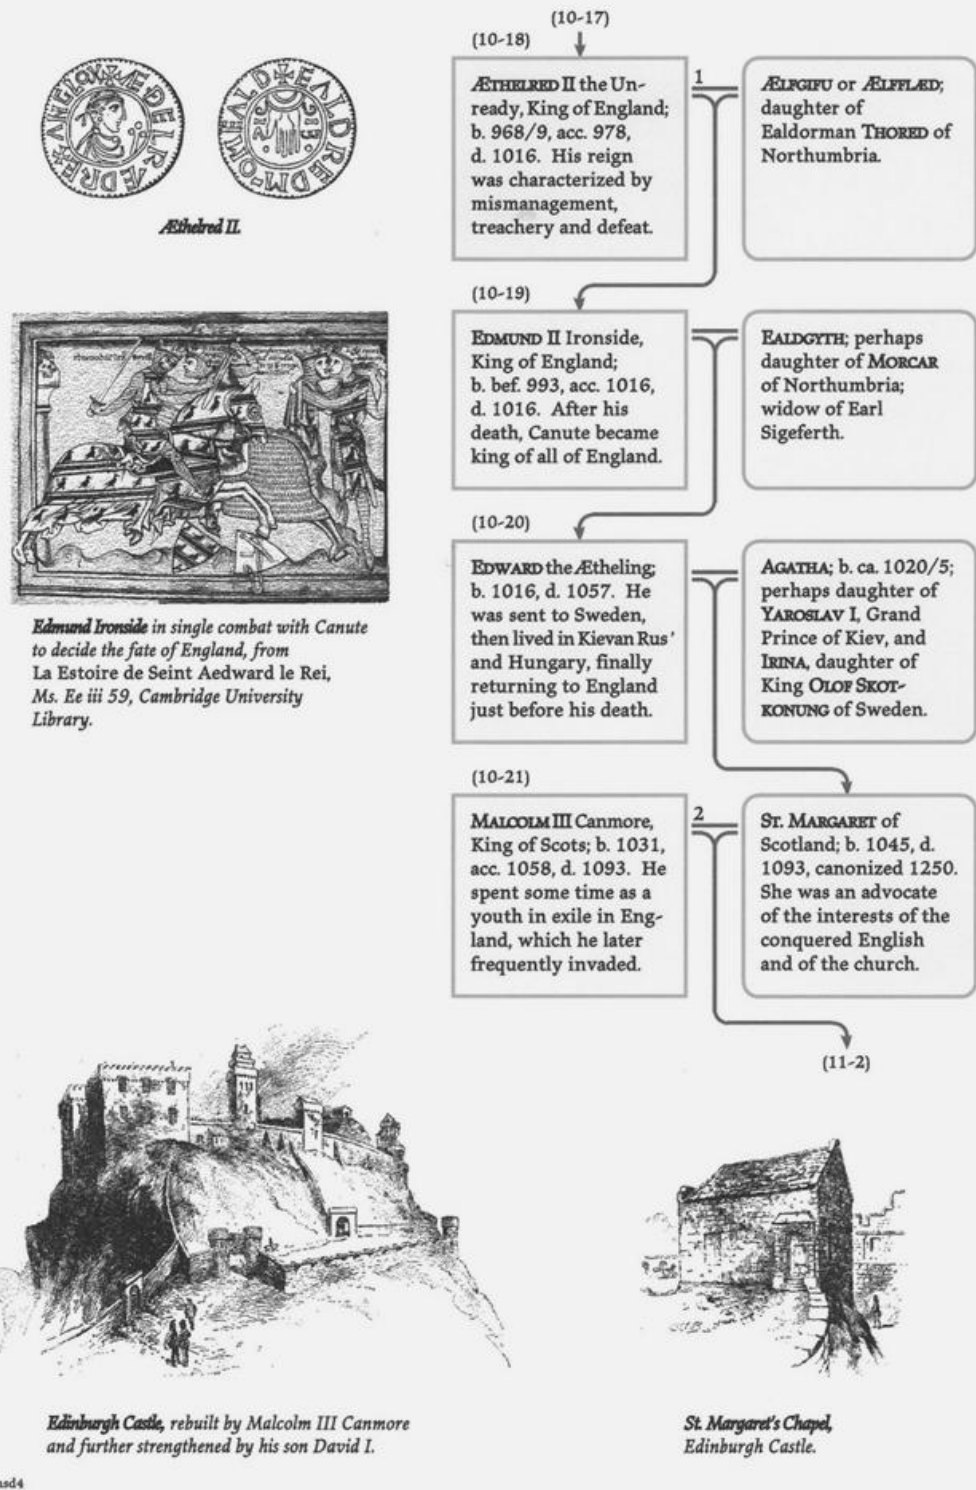 (10-17)
(10-18)
ÆTHELRED II the Un-
ready, King of England;
b. 968/9, acc. 978,
d. 1016. His reign
was characterized by
mismanagement,
treachery and defeat.
1
ÆLFGIFU or ÆLFFLÆD;
daughter of
Ealdorman THORED of
Northumbria.
Æthelred II.
(10-19)
EDMUND II Ironside,
King of England;
b. bef. 993, acc. 1016,
d. 1016. After his
death, Canute became
king of all of England.
EALDGYTH; perhaps
daughter of MORCAR
of Northumbria;
widow of Earl
Sigeferth.
Edmund Ironside in single combat with Canute
to decide the fate of England, from
La Estoire de Seint Aedward le Rei,
Ms. Ee iii 59, Cambridge University
Library.
(10-20)
EDWARD the Ætheling;
b. 1016, d. 1057. He
was sent to Sweden,
then lived in Kievan Rus'
and Hungary, finally
returning to England
just before his death.
AGATHA; b. ca. 1020/5;
perhaps daughter of
YAROSLAV I, Grand
Prince of Kiev, and
IRINA, daughter of
King OLOF SKOT-
KONUNG of Sweden.
(10-21)
MALCOLM III Canmore,
King of Scots; b. 1031,
acc. 1058, d. 1093. He
spent some time as a
youth in exile in Eng-
land, which he later
frequently invaded.
2
ST. MARGARET of
Scotland; b. 1045, d.
1093, canonized 1250.
She was an advocate
of the interests of the
conquered English
and of the church.
(11-2)
Edinburgh Castle, rebuilt by Malcolm III Canmore
and further strengthened by his son David I.
St. Margaret's Chapel,
Edinburgh Castle.